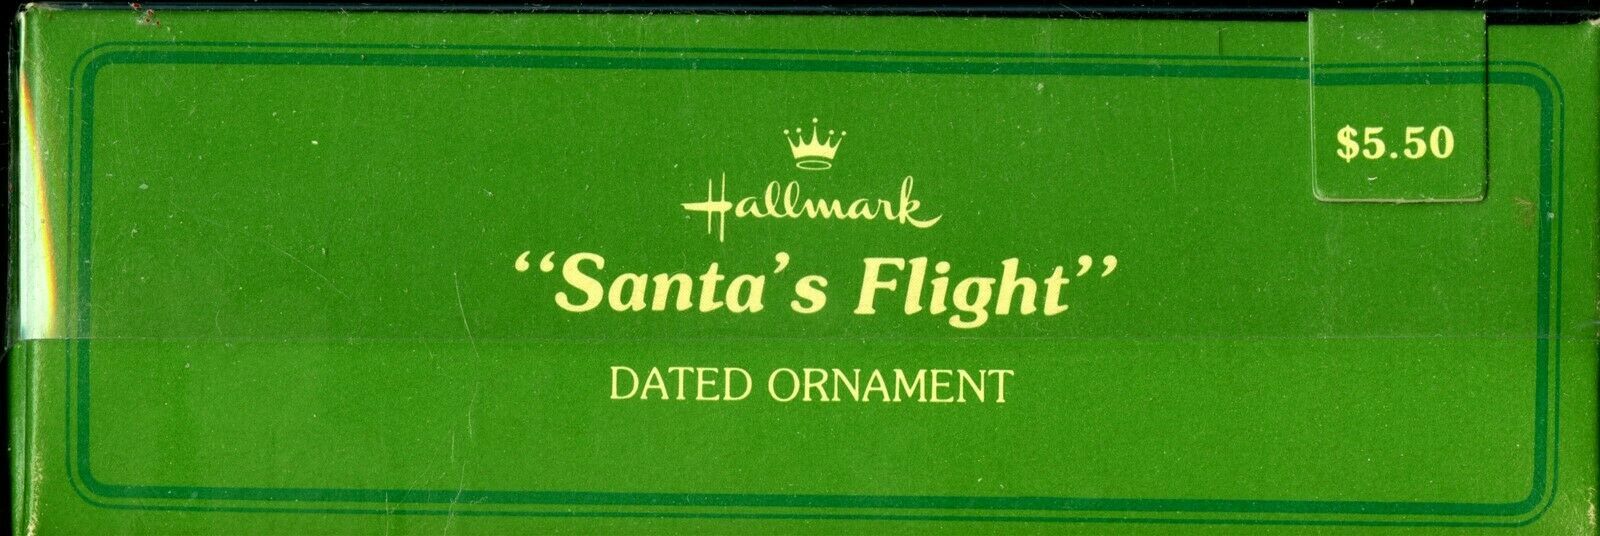 $5.50
Hallmark
“Santa’s Flight”
DATED ORNAMENT